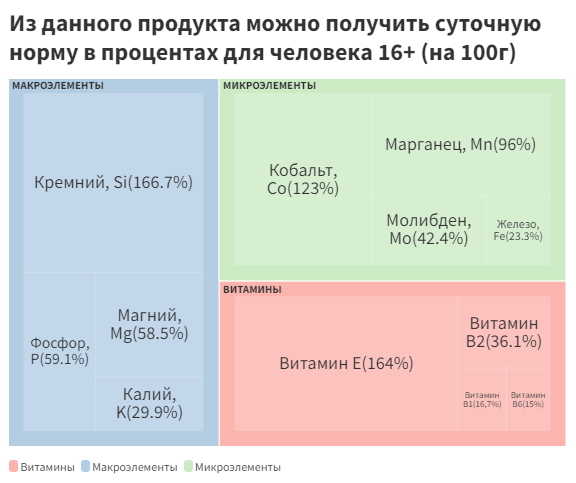 Из данного продукта можно получить суточную
норму в процентах для человека 16+ (на 100г)
МАКРОЭЛЕМЕНТЫ
Кремний, Si(166.7%)
Фосфор,
P(59.1%)
Магний,
Mg(58.5%)
Калий,
K(29.9%)
МИКРОЭЛЕМЕНТЫ
Кобальт,
Co(123%)
Марганец, Mn(96%)
Молибден,
Mo(42.4%)
Железо,
Fe(23.3%)
ВИТАМИНЫ
Витамин E(164%)
Витамин
B2(36.1%)
Витамин
B1(16,7%)
Витамин
B6(15%)
Витамины
Макроэлементы
Микроэлементы